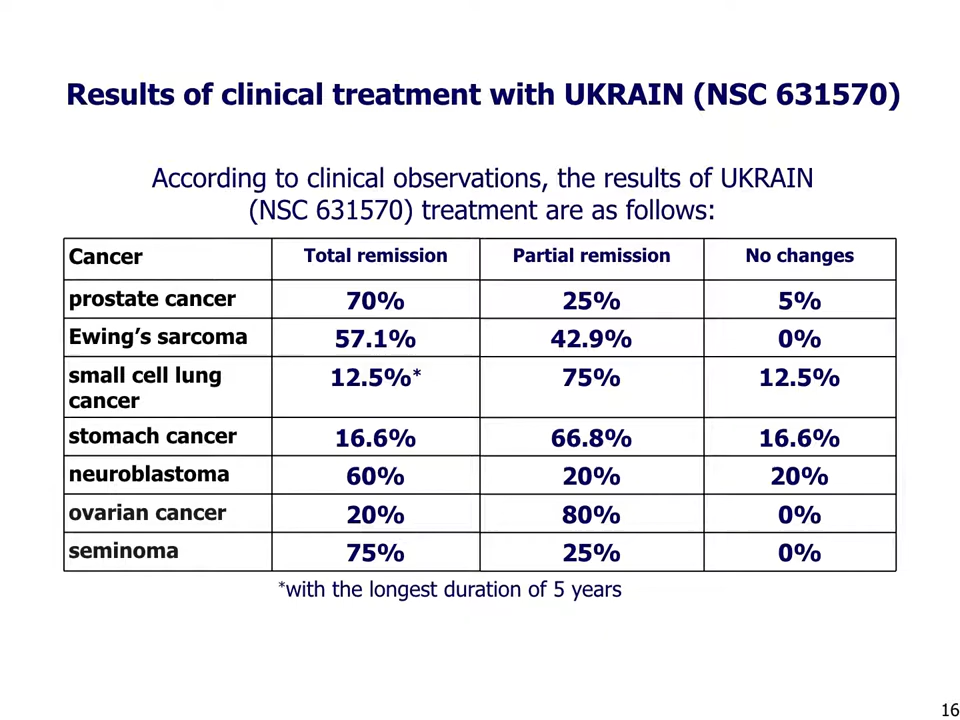 Results of clinical treatment with UKRAIN (NSC 631570)
According to clinical observations, the results of UKRAIN
(NSC 631570) treatment are as follows:
Cancer Total remission Partial remission No changes
prostate cancer 70% 25% 5%
Ewing’s sarcoma 57.1% 42.9% 0%
small cell lung 12.5%* 75% 12.5%
cancer
stomach cancer 16.6% 66.8% 16.6%
neuroblastoma 60% 20% 20%
ovarian cancer 20% 80% 0%
seminoma 75% 25% 0%
*with the longest duration of 5 years
16